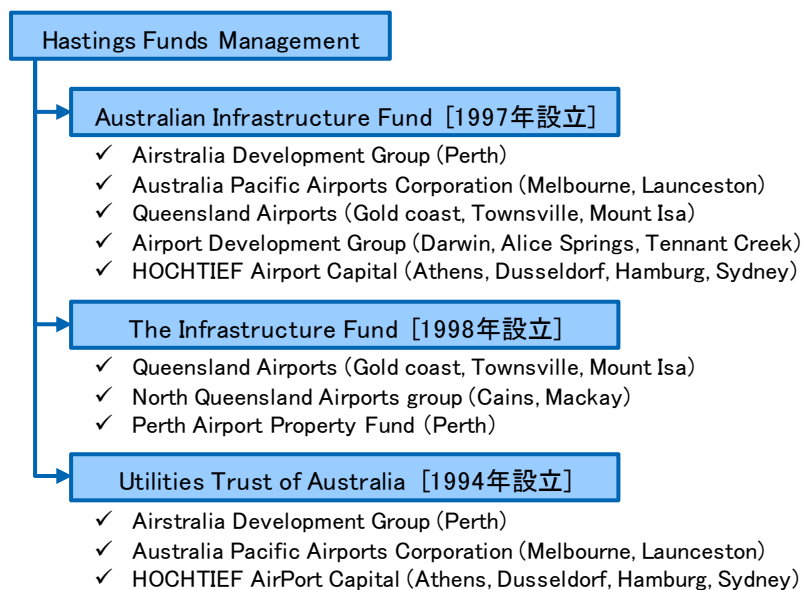 Hastings Funds Management
Australian Infrastructure Fund [1997年設立]
✓ Airstralia Development Group (Perth)
✓ Australia Pacific Airports Corporation (Melbourne, Launceston)
✓ Queensland Airports (Gold coast, Townsville, Mount Isa)
✓ Airport Development Group (Darwin, Alice Springs, Tennant Creek)
✓ HOCHTIEF Airport Capital (Athens, Dusseldorf, Hamburg, Sydney)
The Infrastructure Fund [1998年設立]
✓ Queensland Airports (Gold coast, Townsville, Mount Isa)
✓ North Queensland Airports group (Cains, Mackay)
✓ Perth Airport Property Fund (Perth)
Utilities Trust of Australia [1994年設立]
✓ Airstralia Development Group (Perth)
✓ Australia Pacific Airports Corporation (Melbourne, Launceston)
✓ HOCHTIEF AirPort Capital (Athens, Dusseldorf, Hamburg, Sydney)